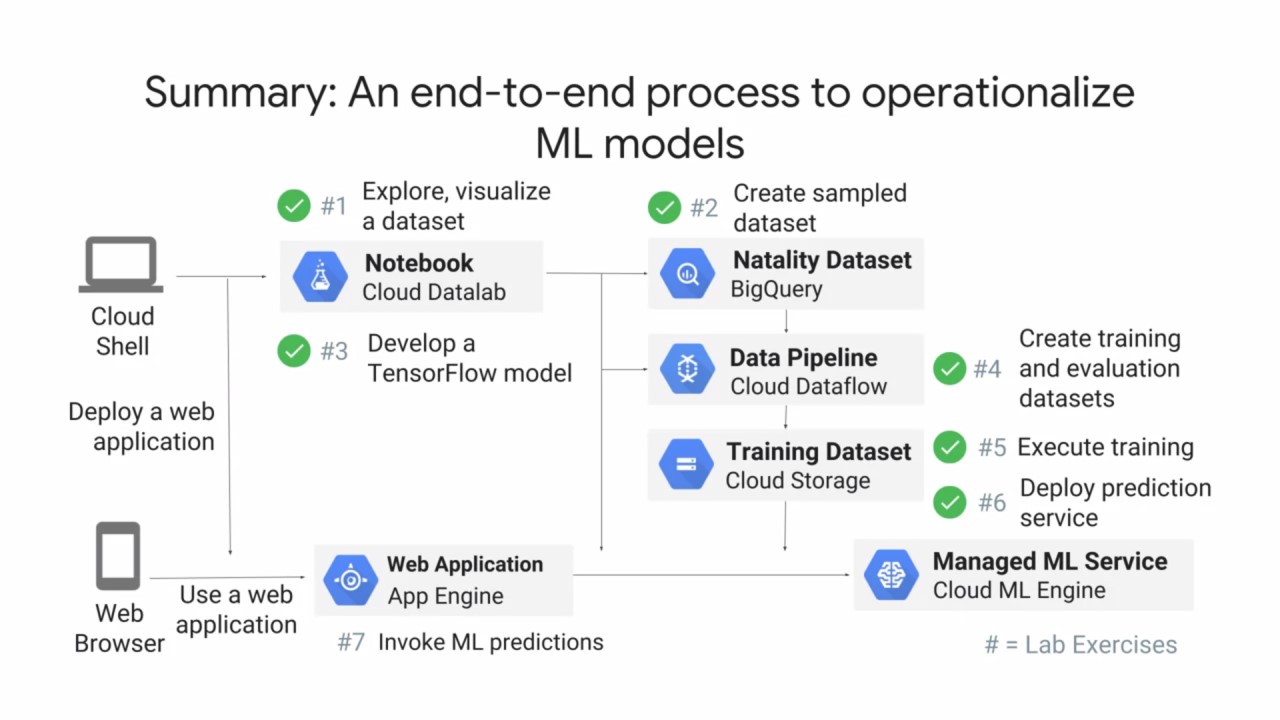 Summary: An end-to-end process to operationalize
ML models
#1
Explore, visualize
a dataset
#2
Create sampled
dataset
Notebook
Cloud Datalab
Natality Dataset
BigQuery
Cloud
Shell
#3
Develop a
TensorFlow model
Data Pipeline
Cloud Dataflow
#4
Create training
and evaluation
datasets
Deploy a web
application
Training Dataset
Cloud Storage
#5 Execute training
#6
Deploy prediction
service
Web Application
App Engine
Managed ML Service
Cloud ML Engine
Use a web
application
Web
Browser
#7 Invoke ML predictions
# = Lab Exercises